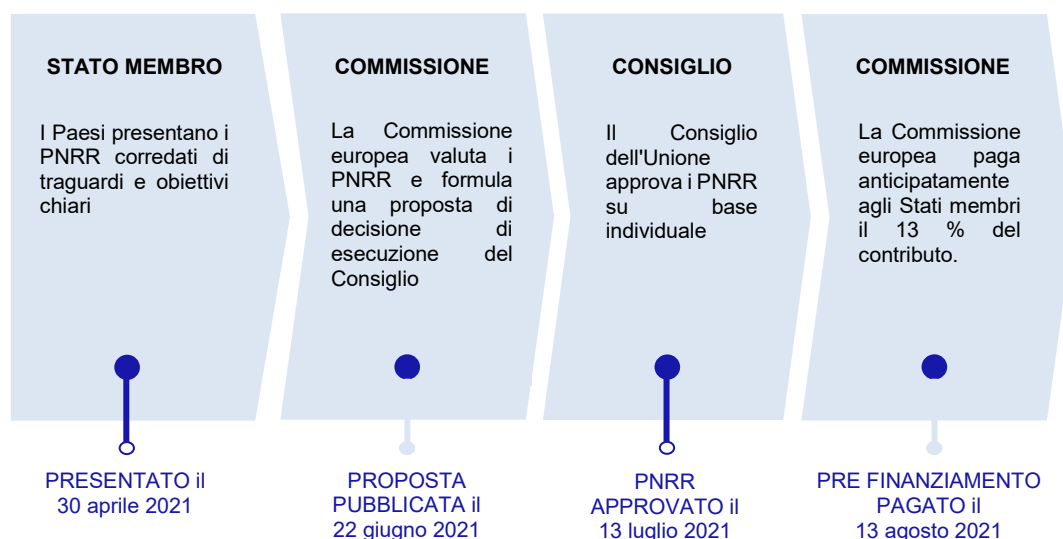 STATO MEMBRO
I Paesi presentano i
PNRR corredati di
traguardi e obiettivi
chiari
PRESENTATO il
30 aprile 2021
COMMISSIONE
La Commissione
europea valuta i
PNRR e formula
una proposta di
decisione di
esecuzione del
Consiglio
PROPOSTA
PUBBLICATA il
22 giugno 2021
CONSIGLIO
Il Consiglio
dell'Unione
approva i PNRR
su base
individuale
PNRR
APPROVATO il
13 luglio 2021
COMMISSIONE
La Commissione
europea paga
anticipatamente
agli Stati membri
il 13 % del
contributo.
PRE FINANZIAMENTO
PAGATO il
13 agosto 2021